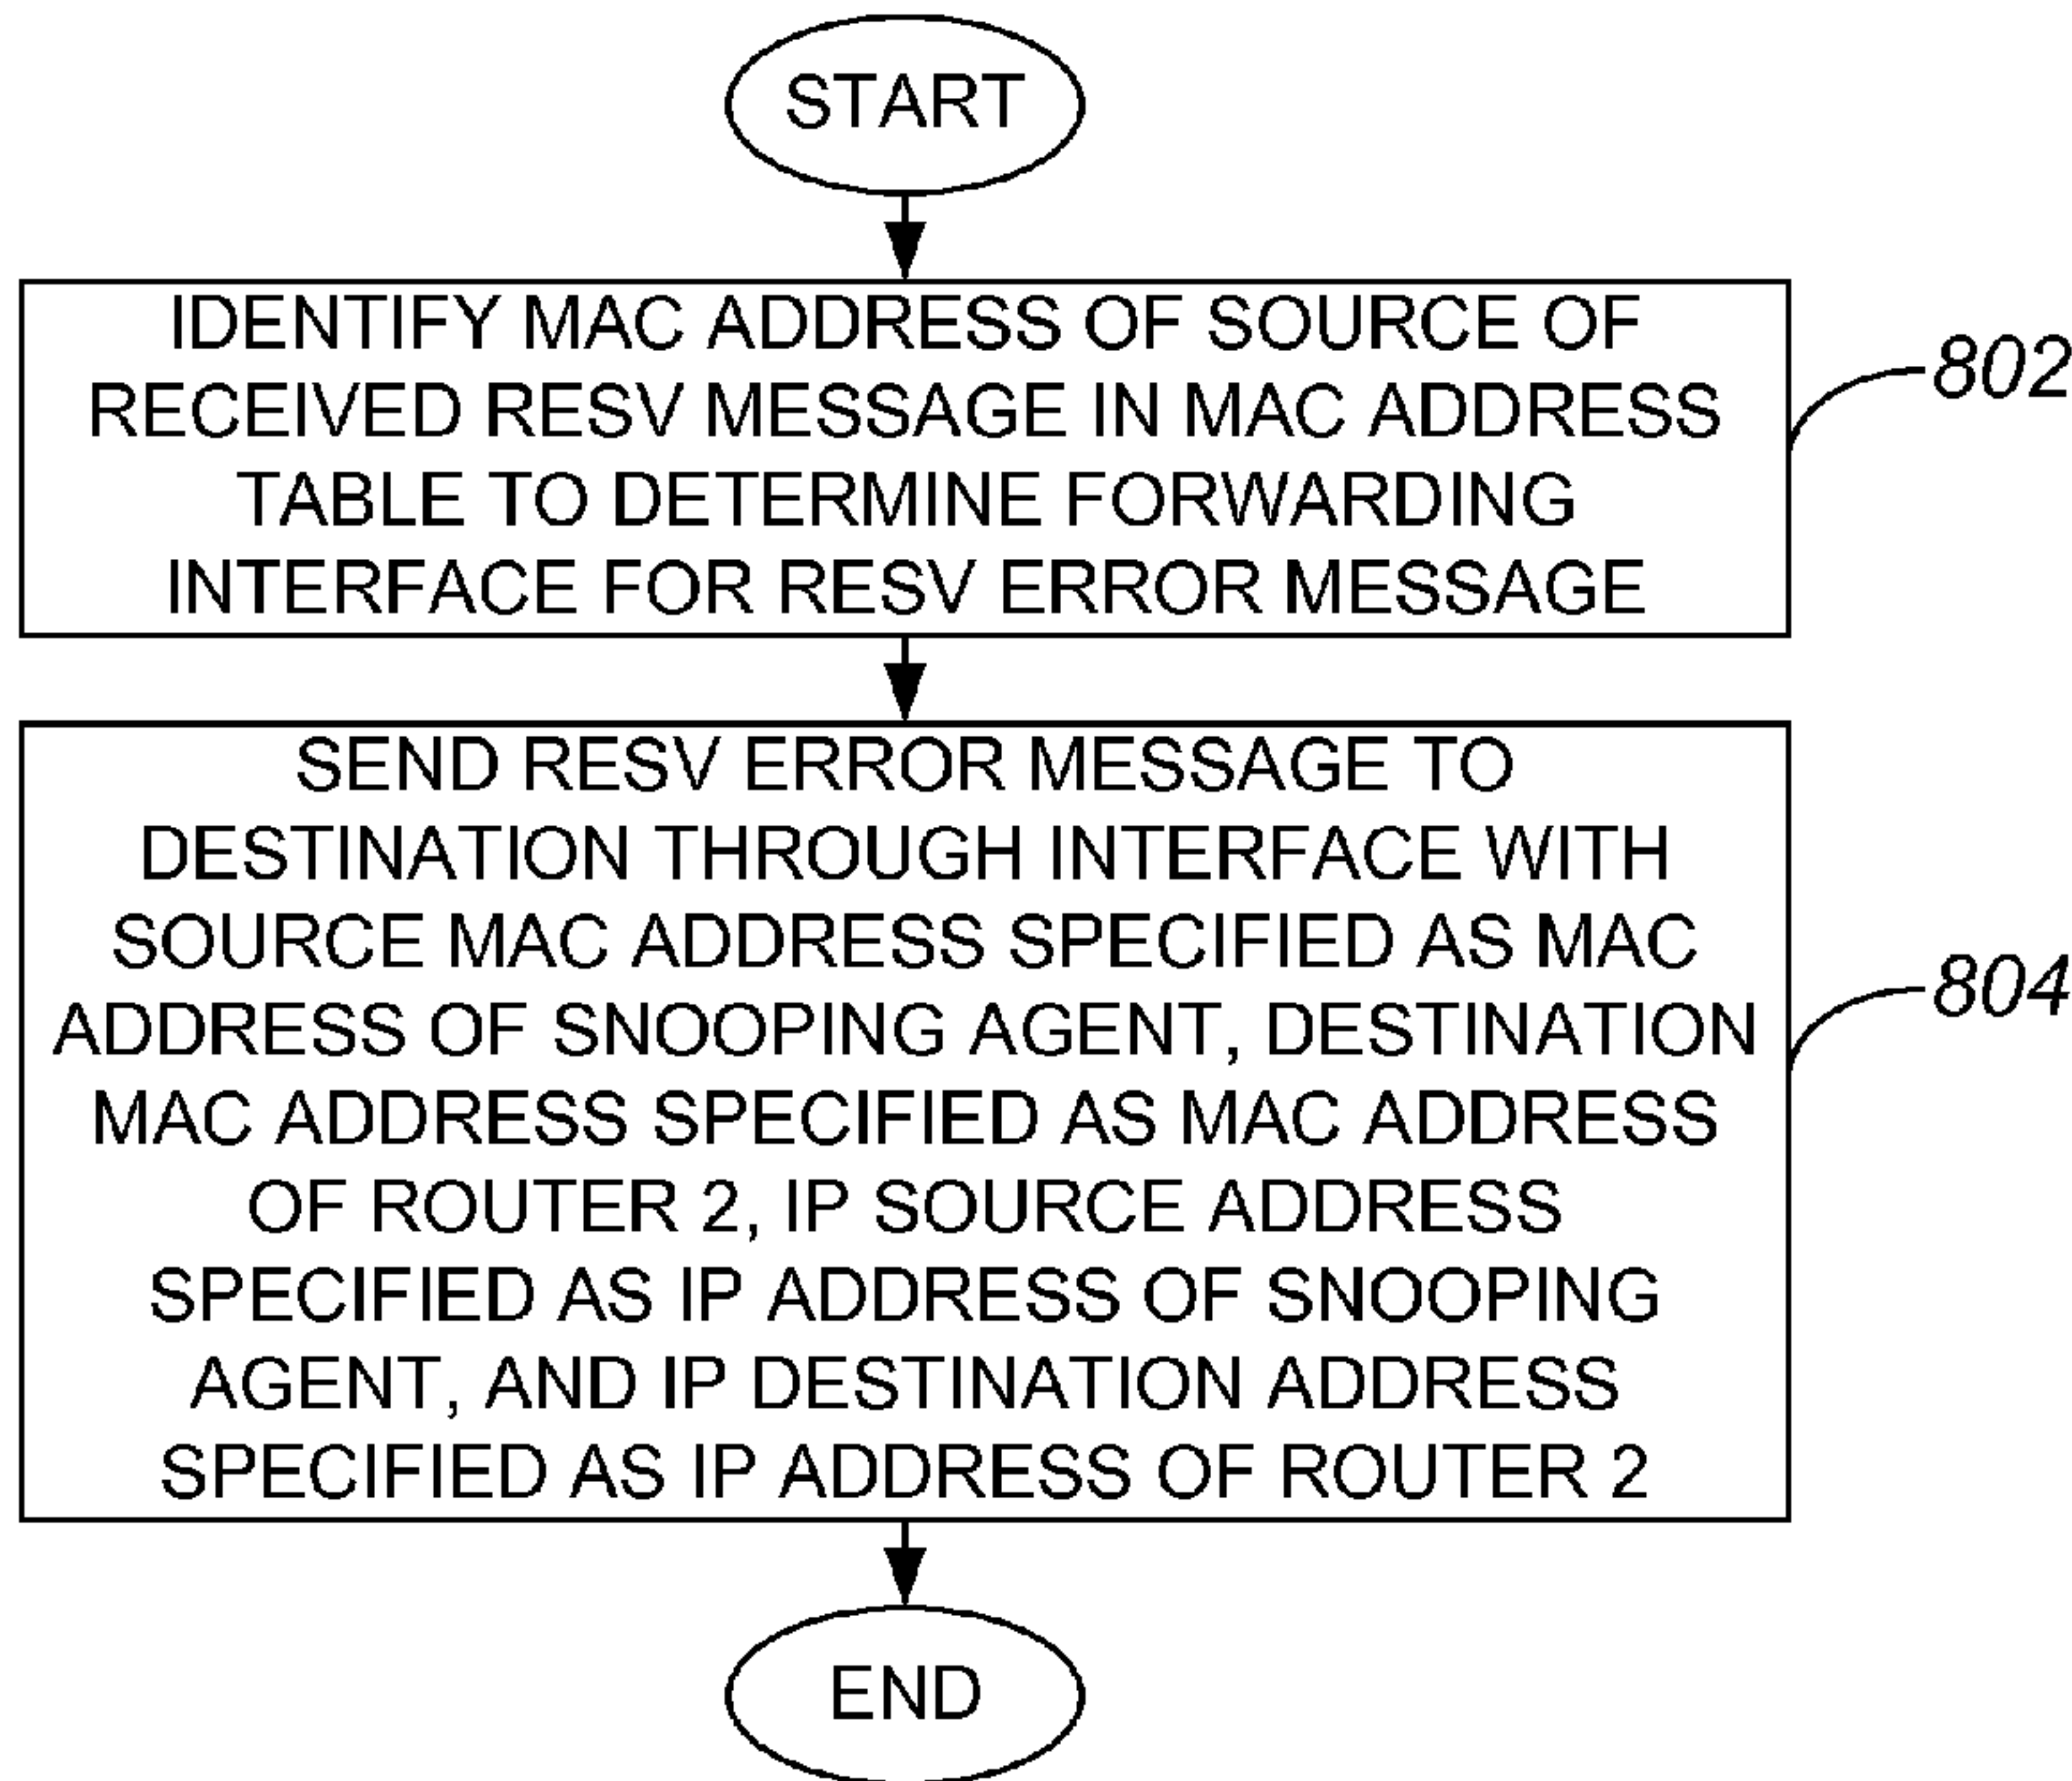 START
IDENTIFY MAC ADDRESS OF SOURCE OF
RECEIVED RESV MESSAGE IN MAC ADDRESS
TABLE TO DETERMINE FORWARDING
INTERFACE FOR RESV ERROR MESSAGE
802
SEND RESV ERROR MESSAGE TO
DESTINATION THROUGH INTERFACE WITH
SOURCE MAC ADDRESS SPECIFIED AS MAC
ADDRESS OF SNOOPING AGENT, DESTINATION
MAC ADDRESS SPECIFIED AS MAC ADDRESS
OF ROUTER 2, IP SOURCE ADDRESS
SPECIFIED AS IP ADDRESS OF SNOOPING
AGENT, AND IP DESTINATION ADDRESS
SPECIFIED AS IP ADDRESS OF ROUTER 2
804
END